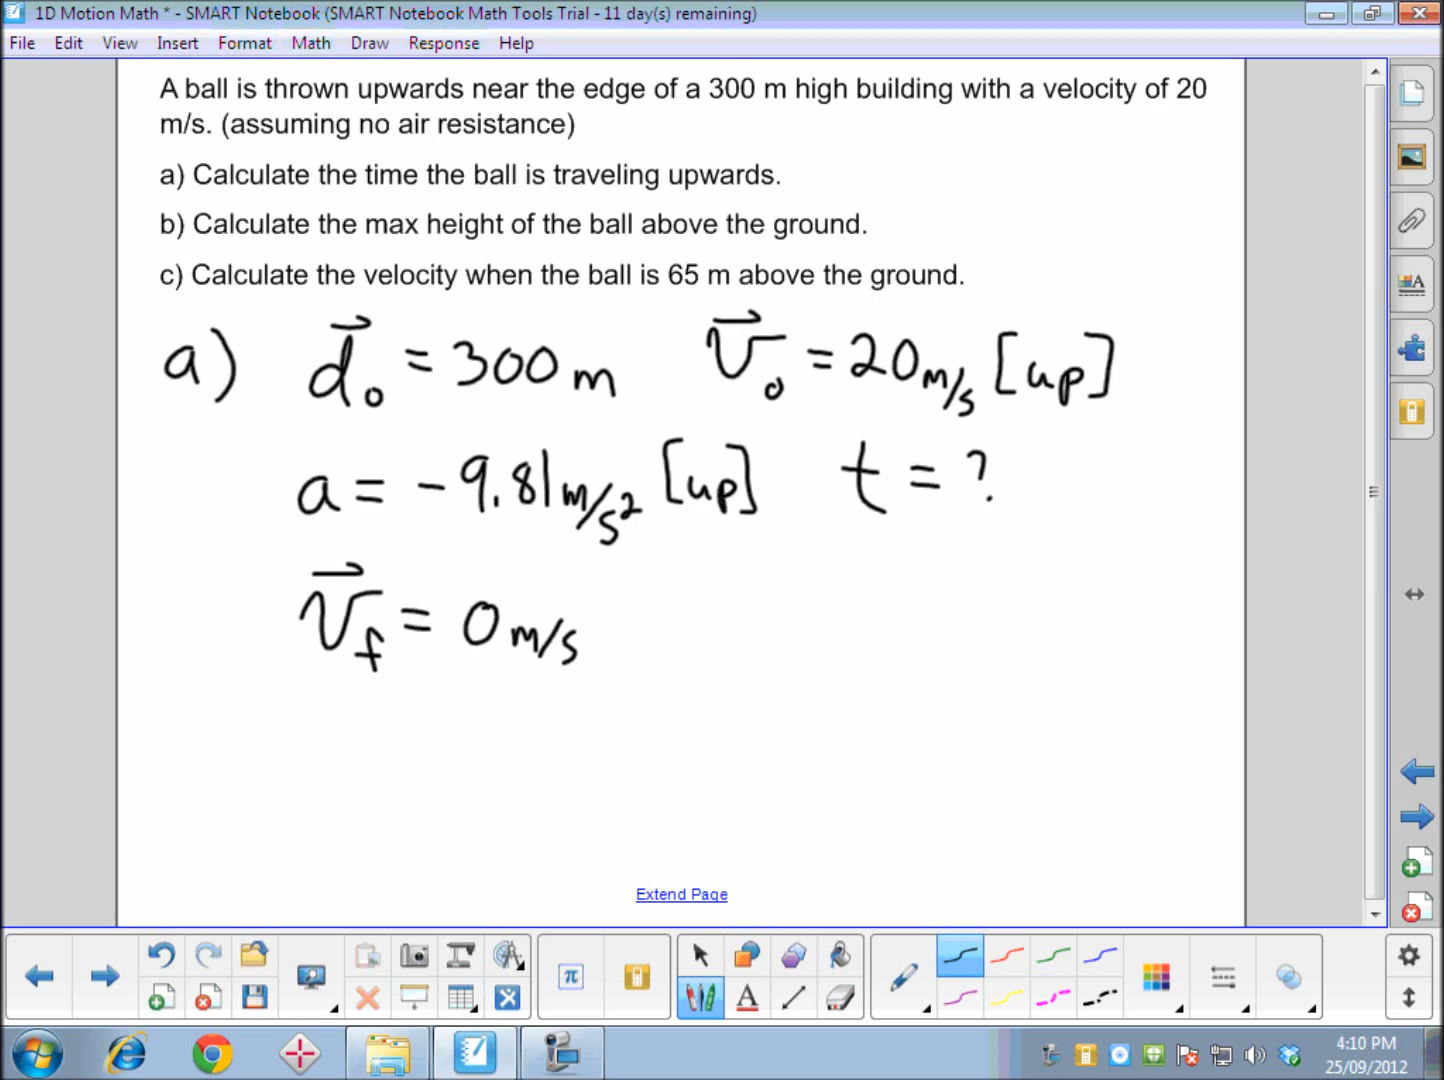 1D Motion Math * - SMART Notebook (SMART Notebook Math Tools Trial - 11 day(s) remaining)
File Edit View Insert Format Math Draw Response Help
A ball is thrown upwards near the edge of a 300 m high building with a velocity of 20
m/s. (assuming no air resistance)
a) Calculate the time the ball is traveling upwards.
b) Calculate the max height of the ball above the ground.
c) Calculate the velocity when the ball is 65 m above the ground.
a) d⃗₀ = 300 m v⃗₀ = 20 m/s [up]
a = -9.81 m/s² [up] t = ?
v⃗f = 0 m/s
Extend Page
π
A
4:10 PM
25/09/2012